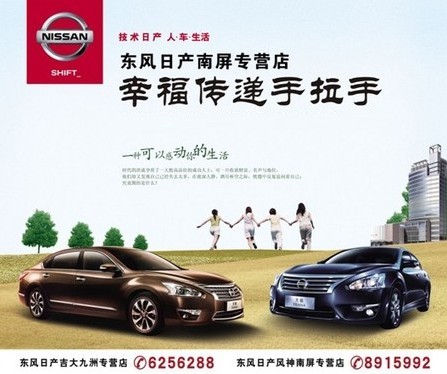 NISSAN
SHIFT_
技术日产 人·车·生活
东风日产南屏专营店
幸福传递手拉手
一种可以感动你的生活
东风日产吉大九洲专营店 6256288
东风日产风神南屏专营店 8915992